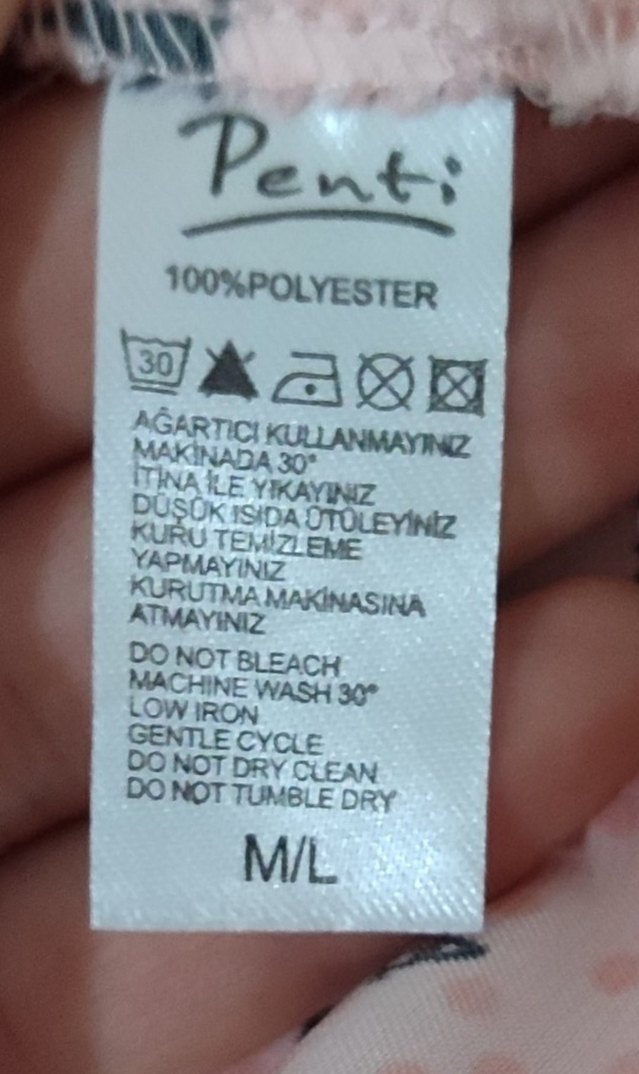 Penti
100%POLYESTER
30
AĞARTICI KULLANMAYINIZ
MAKİNADA 30°
İTİNA İLE YIKAYINIZ
DÜŞÜK ISIDA ÜTÜLEYİNİZ
KURU TEMİZLEME
YAPMAYINIZ
KURUTMA MAKİNASINA
ATMAYINIZ
DO NOT BLEACH
MACHINE WASH 30°
LOW IRON
GENTLE CYCLE
DO NOT DRY CLEAN
DO NOT TUMBLE DRY
M/L